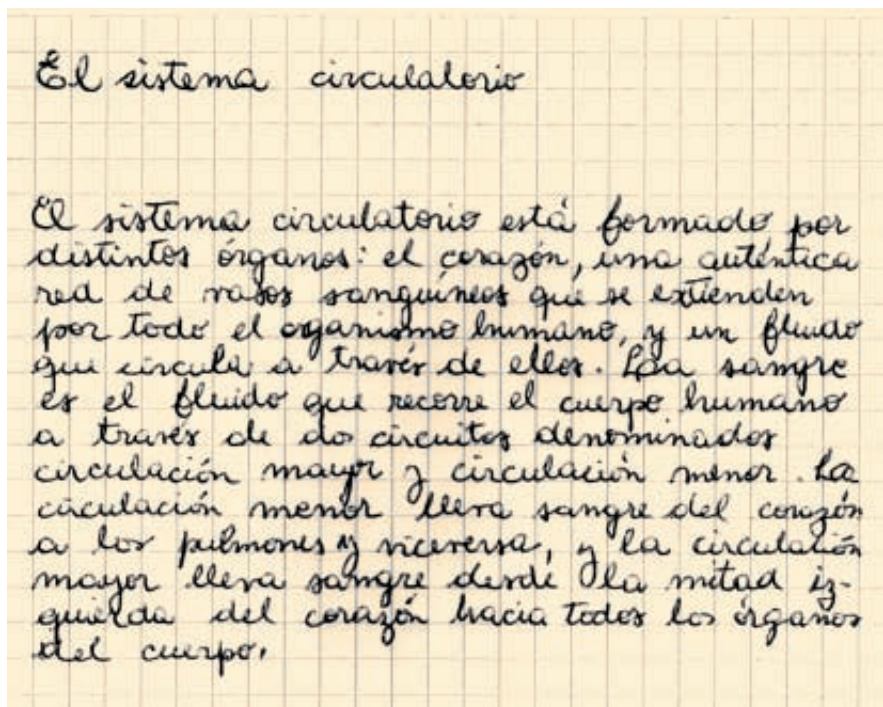 El sistema circulatorio
El sistema circulatorio está formado por
distintos órganos: el corazón, una auténtica
red de vasos sanguíneos que se extienden
por todo el organismo humano, y un fluido
que circula a través de ellos. La sangre
es el fluido que recorre el cuerpo humano
a través de dos circuitos denominados
circulación mayor y circulación menor. La
circulación menor lleva sangre del corazón
a los pulmones y viceversa, y la circulación
mayor lleva sangre desde la mitad iz-
quierda del corazón hacia todos los órganos
del cuerpo.